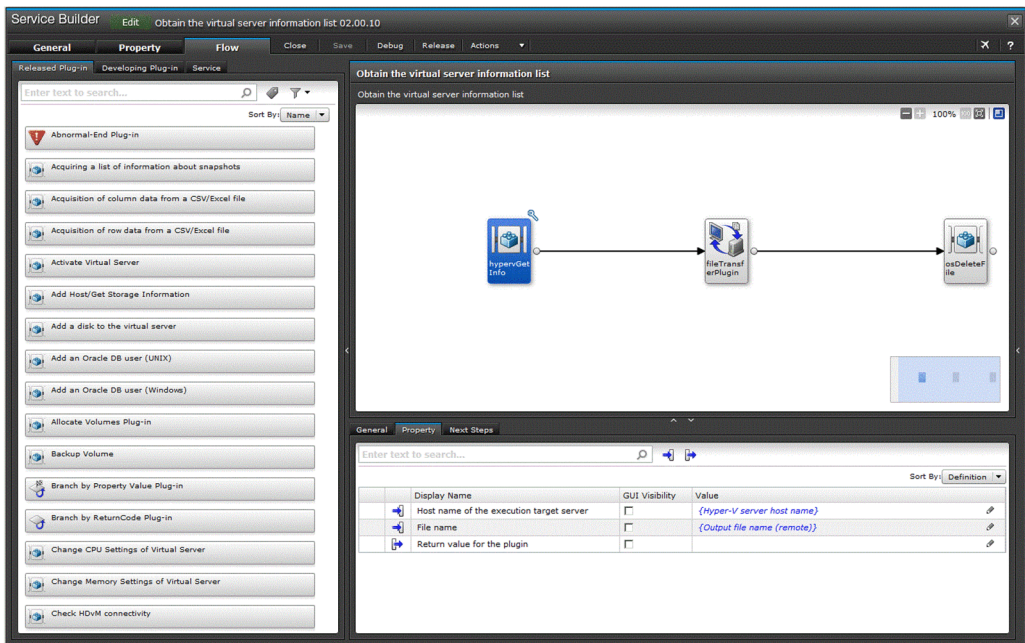 Service Builder Edit Obtain the virtual server information list 02.00.10
General Property Flow Close Save Debug Release Actions
?
Released Plug-in Developing Plug-in Service
Enter text to search...
Sort By: Name
Abnormal-End Plug-in
Acquiring a list of information about snapshots
Acquisition of column data from a CSV/Excel file
Acquisition of row data from a CSV/Excel file
Activate Virtual Server
Add Host/Get Storage Information
Add a disk to the virtual server
Add an Oracle DB user (UNIX)
Add an Oracle DB user (Windows)
Allocate Volumes Plug-in
Backup Volume
Branch by Property Value Plug-in
Branch by ReturnCode Plug-in
Change CPU Settings of Virtual Server
Change Memory Settings of Virtual Server
Check HDvM connectivity
Obtain the virtual server information list
Obtain the virtual server information list
100%
hypervGet
Info
fileTransf
erPlugin
osDeleteF
ile
General Property Next Steps
Enter text to search...
Sort By: Definition
Display Name GUI Visibility Value
Host name of the execution target server {Hyper-V server host name}
File name {Output file name (remote)}
Return value for the plugin